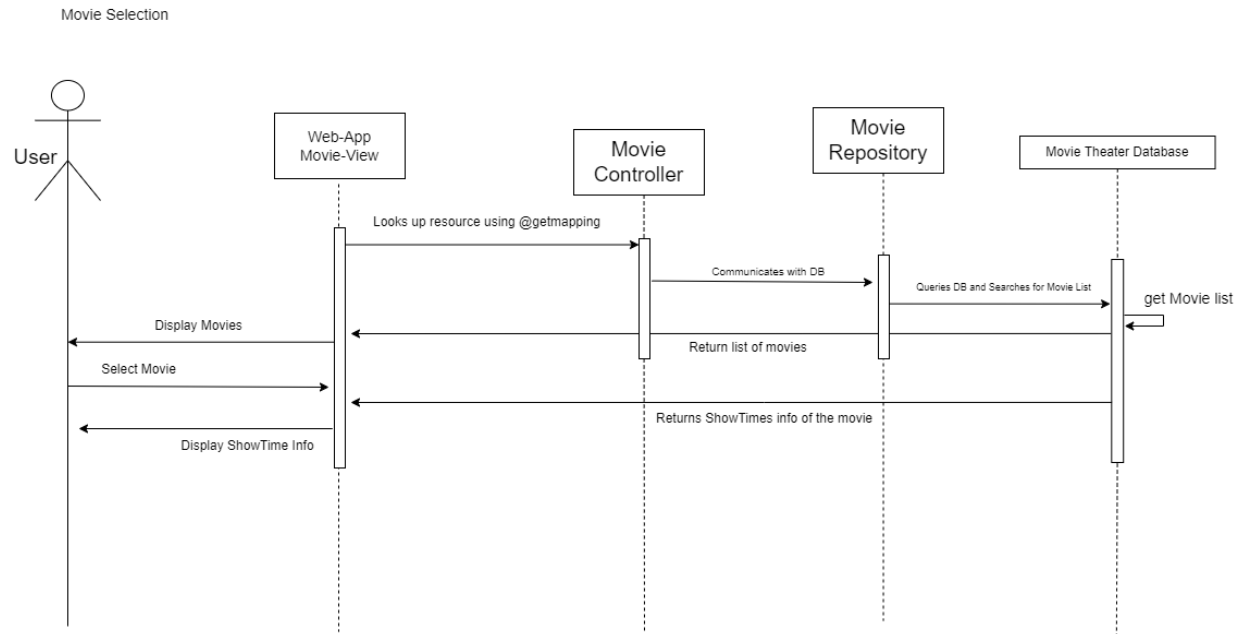 Movie Selection
User
Web-App
Movie-View
Movie
Controller
Movie
Repository
Movie Theater Database
Looks up resource using @getmapping
Communicates with DB
Queries DB and Searches for Movie List
get Movie list
Display Movies
Return list of movies
Select Movie
Returns ShowTimes info of the movie
Display ShowTime Info